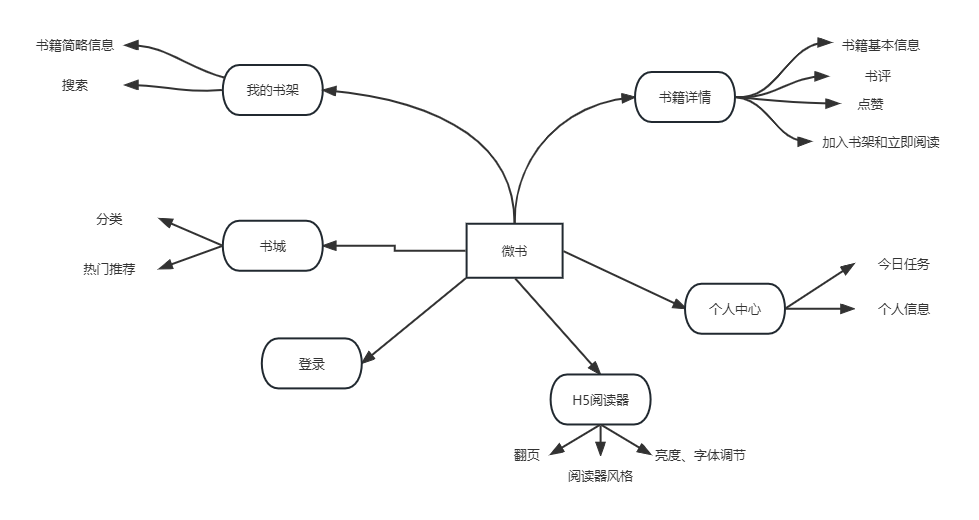 书籍简略信息
搜索
我的书架
书籍详情
书籍基本信息
书评
点赞
加入书架和立即阅读
分类
热门推荐
书城
微书
个人中心
今日任务
个人信息
登录
H5阅读器
翻页
阅读器风格
亮度、字体调节